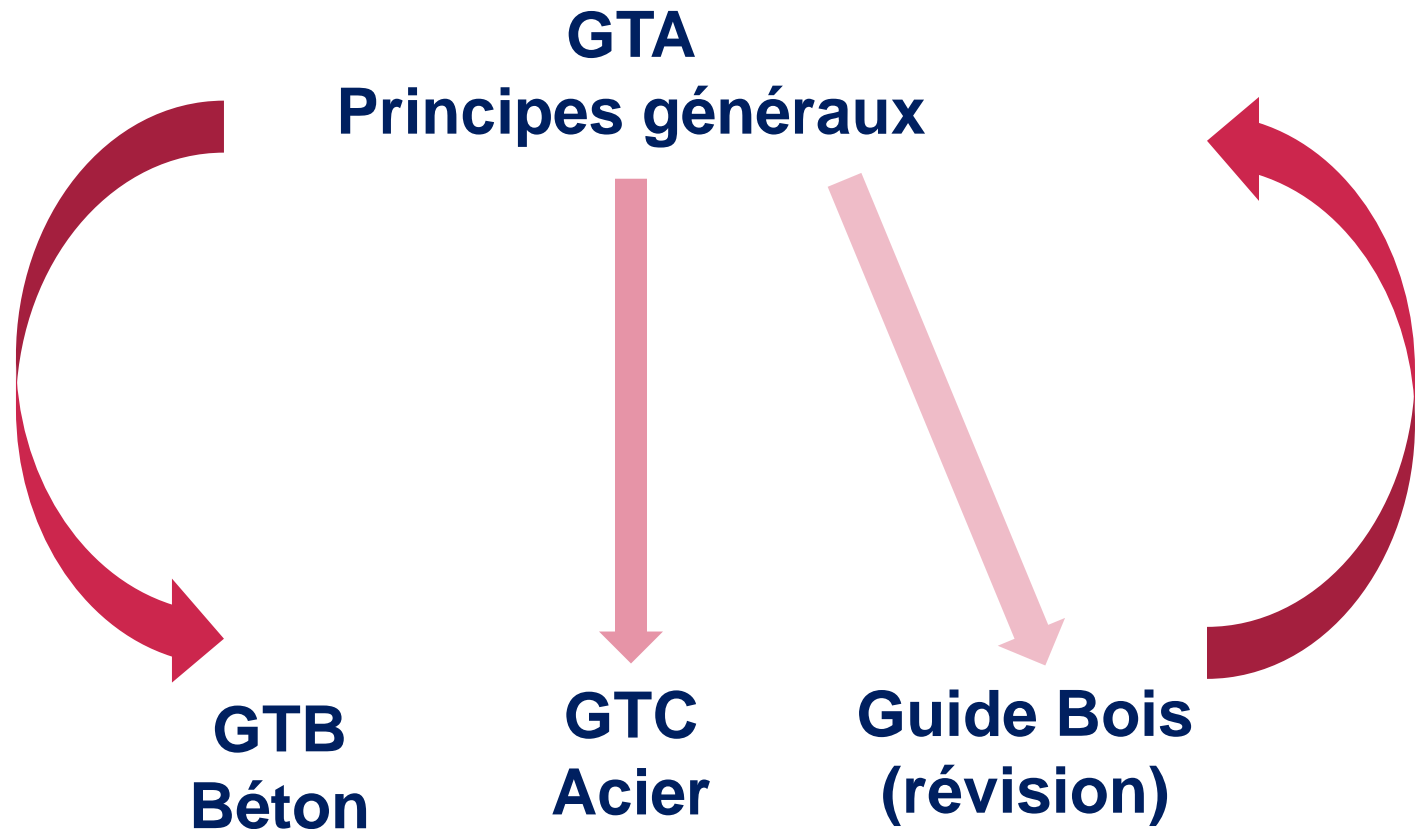 GTA
Principes généraux
GTB
Béton
GTC
Acier
Guide Bois
(révision)